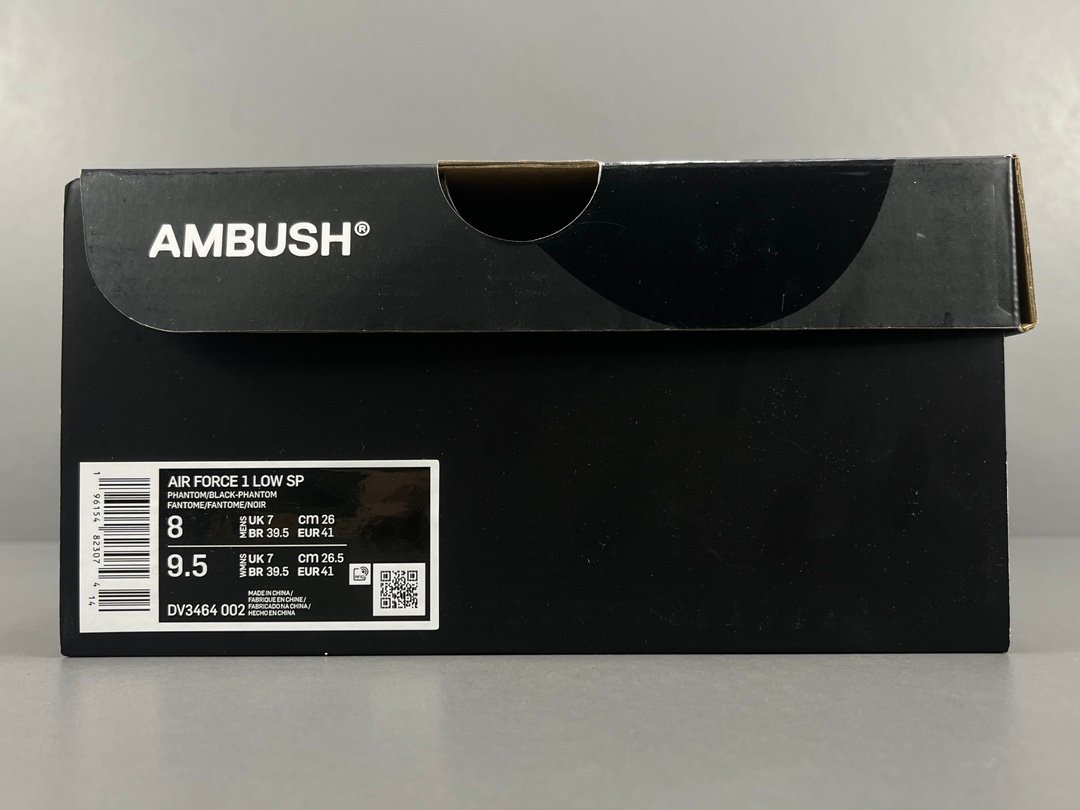 AMBUSH®
AIR FORCE 1 LOW SP
PHANTOM/BLACK-PHANTOM
FANTOME/FANTOME/NOIR
8 MENS UK 7 cm 26
BR 39.5 EUR 41
9.5 WMNS UK 7 cm 26.5
BR 39.5 EUR 41
DV3464 002
MADE IN CHINA /
FABRIQUE EN CHINE /
FABRICADO NA CHINA /
HECHO EN CHINA
RFID
1 96154 82307 4 14